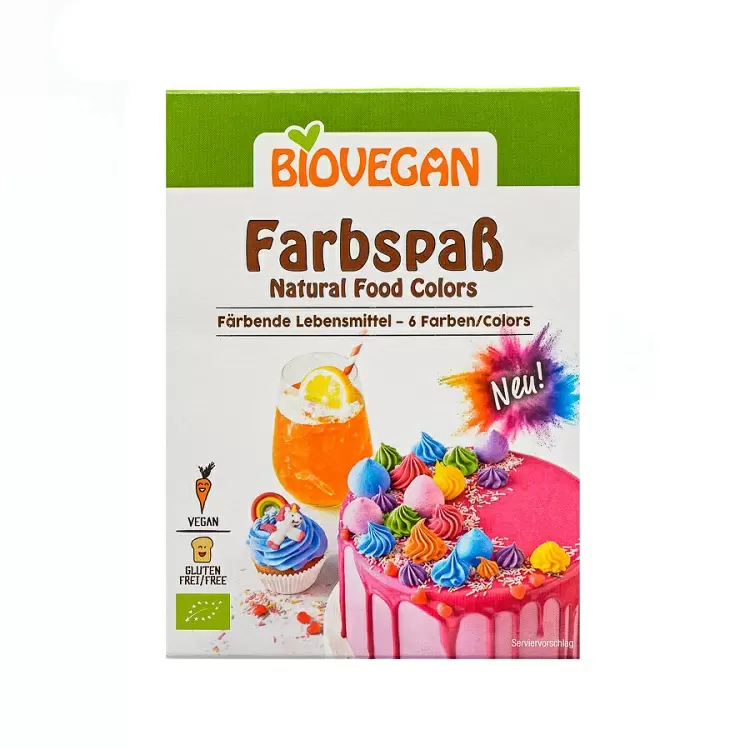 BIOVEGAN
Farbspaß
Natural Food Colors
Färbende Lebensmittel – 6 Farben/Colors
Neu!
VEGAN
GLUTEN
FREI/FREE
Serviervorschlag